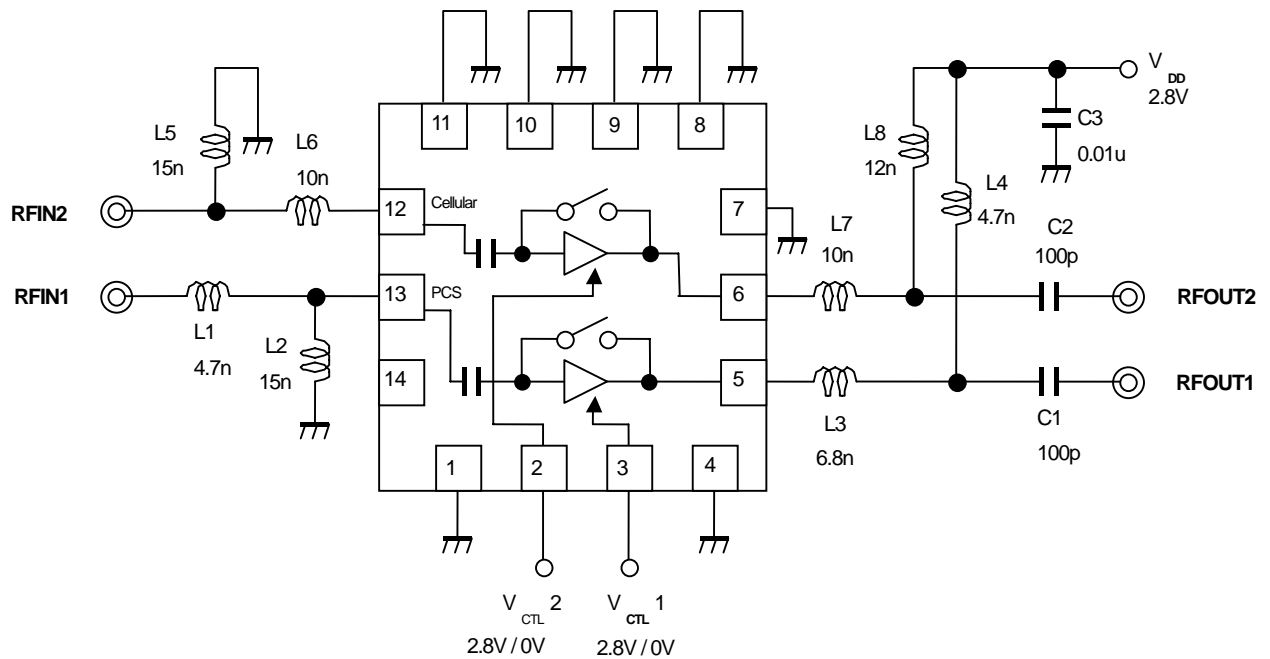 11
10
9
8
V DD
2.8V
L5
15n
L6
10n
L8
12n
C3
0.01u
L4
4.7n
RFIN2
12
Cellular
7
L7
10n
C2
100p
RFIN1
13
PCS
6
RFOUT2
L1
4.7n
L2
15n
14
5
RFOUT1
L3
6.8n
C1
100p
1
2
3
4
V CTL 2
2.8V / 0V
V CTL 1
2.8V / 0V